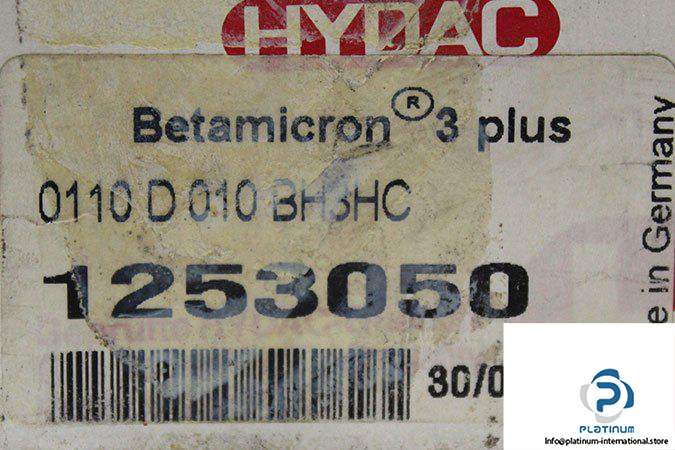 HYDAC
Betamicron® 3 plus
0110 D 010 BH3HC
1253050
30/0
e in Germany
PLATINUM
Info@platinum-international.store